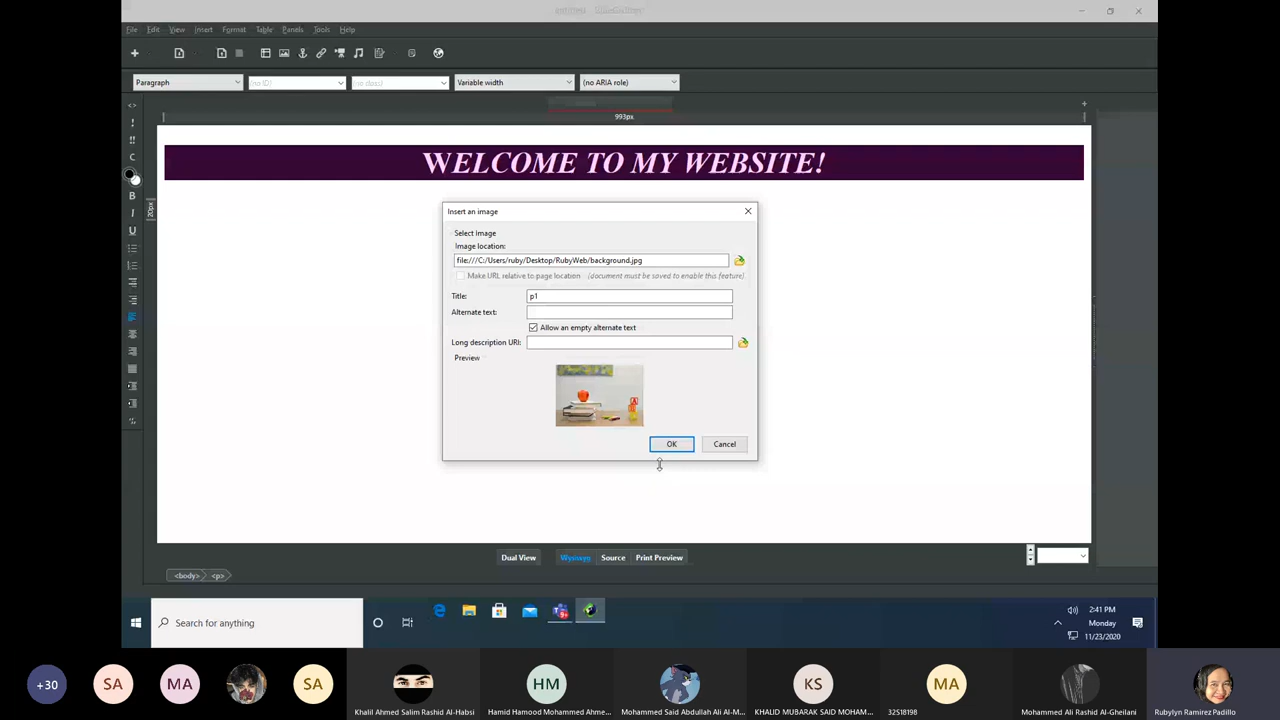 File Edit View Insert Format Table Panels Tools Help
Paragraph (no ID) (no class) Variable width (no ARIA role)
993px
WELCOME TO MY WEBSITE!
20px
Insert an image
Select Image
Image location:
file:///C:/Users/ruby/Desktop/RubyWeb/background.jpg
Make URL relative to page location (document must be saved to enable this feature)
Title: p1
Alternate text:
Allow an empty alternate text
Long description URI:
Preview
OK Cancel
Dual View Wysiwyg Source Print Preview
<body> <p>
2:41 PM
Search for anything
Monday
11/23/2020
+30 SA MA SA HM KS MA
Khalil Ahmed Salim Rashid Al-Habsi
Hamid Hamood Mohammed Ahme...
Mohammed Said Abdullah Ali Al-M...
KHALID MUBARAK SAID MOHAM...
32S18198
Mohammed Ali Rashid Al-Gheilani
Rubylyn Ramirez Padillo